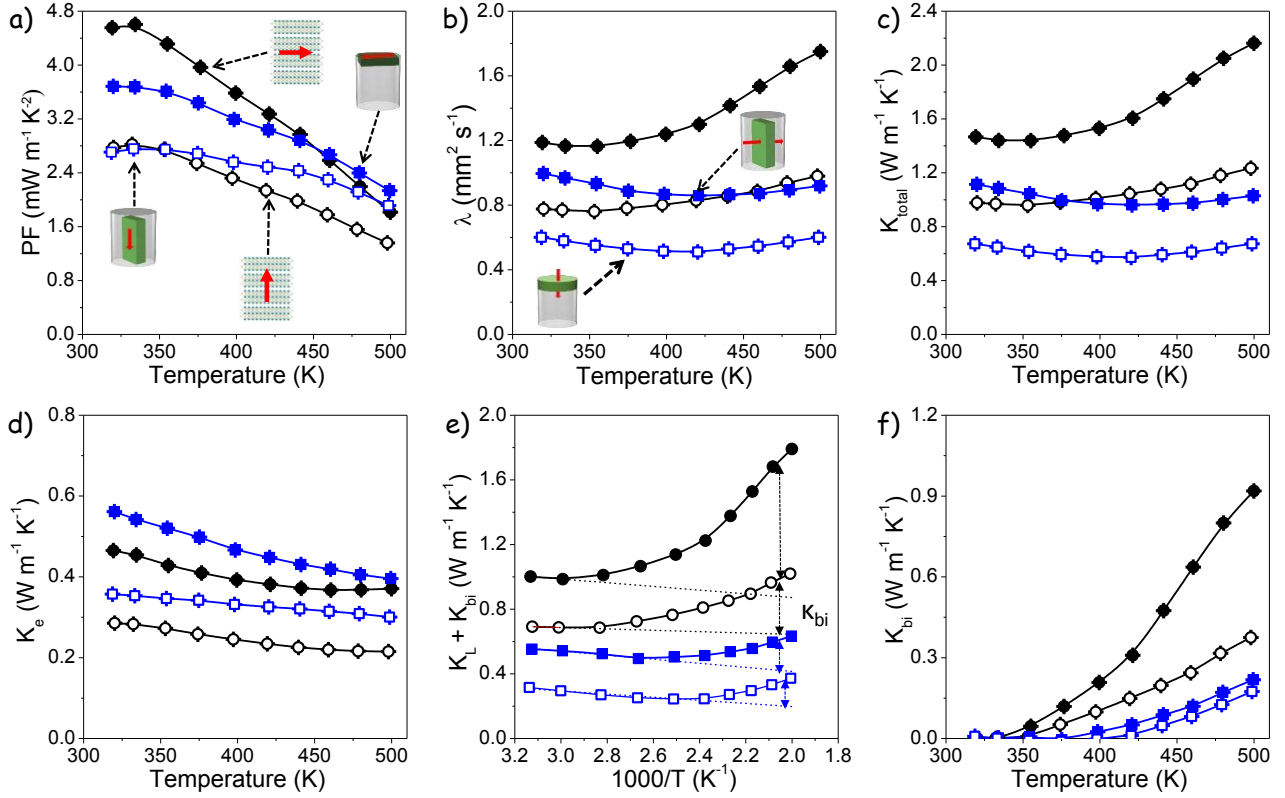 a)
4.8
4.0
3.2
2.4
1.6
0.8
0.0
PF (mW m⁻¹ K⁻²)
300 350 400 450 500
Temperature (K)
b)
2.0
1.6
1.2
0.8
0.4
0.0
λ (mm² s⁻¹)
300 350 400 450 500
Temperature (K)
c)
2.4
2.0
1.6
1.2
0.8
0.4
0.0
K_total (W m⁻¹ K⁻¹)
300 350 400 450 500
Temperature (K)
d)
0.8
0.6
0.4
0.2
0.0
K_e (W m⁻¹ K⁻¹)
300 350 400 450 500
Temperature (K)
e)
2.0
1.6
1.2
0.8
0.4
0.0
K_L + K_bi (W m⁻¹ K⁻¹)
K_bi
3.2 3.0 2.8 2.6 2.4 2.2 2.0 1.8
1000/T (K⁻¹)
f)
1.2
0.9
0.6
0.3
0.0
K_bi (W m⁻¹ K⁻¹)
300 350 400 450 500
Temperature (K)